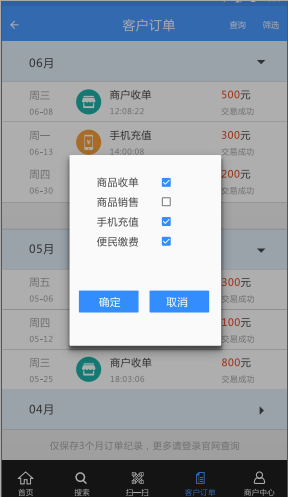 客户订单 查询 筛选
06月
周三 商户收单 500元
06-08 12:08:22 交易成功
周一 手机充值 300元
06-13 14:00:08 交易成功
周四 200元
06-30 交易成功
商品收单
商品销售
手机充值
便民缴费
确定 取消
05月
周五 300元
05-06 交易成功
周四 100元
05-12 交易成功
周三 商户收单 800元
05-25 18:03:06 交易成功
04月
仅保存3个月订单纪录，更多请登录官网查询
首页 搜索 扫一扫 客户订单 商户中心